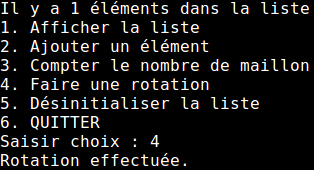 Il y a 1 éléments dans la liste
1. Afficher la liste
2. Ajouter un élément
3. Compter le nombre de maillon
4. Faire une rotation
5. Désinitialiser la liste
6. QUITTER
Saisir choix : 4
Rotation effectuée.